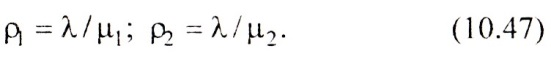 ρ₁ = λ/μ₁; ρ₂ = λ/μ₂. (10.47)